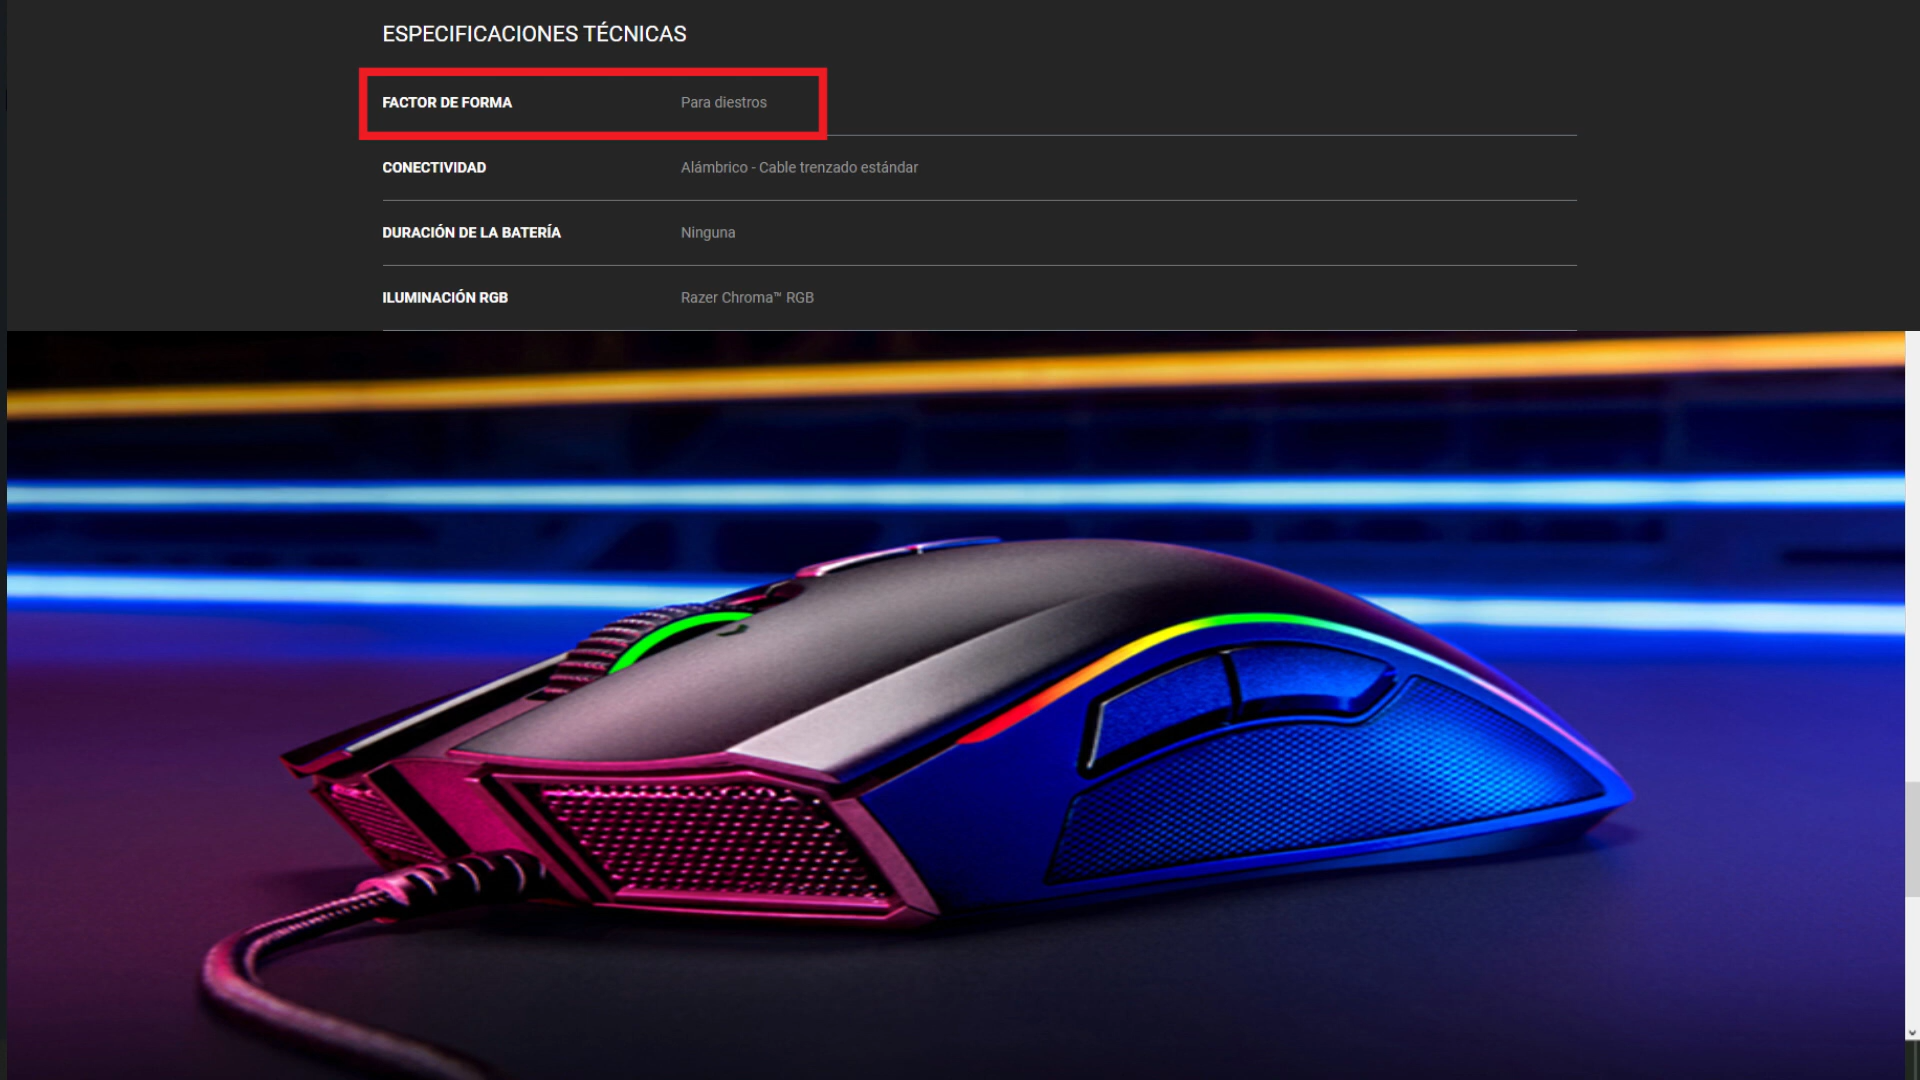 ESPECIFICACIONES TÉCNICAS
FACTOR DE FORMA Para diestros
CONECTIVIDAD Alámbrico - Cable trenzado estándar
DURACIÓN DE LA BATERÍA Ninguna
ILUMINACIÓN RGB Razer Chroma™ RGB